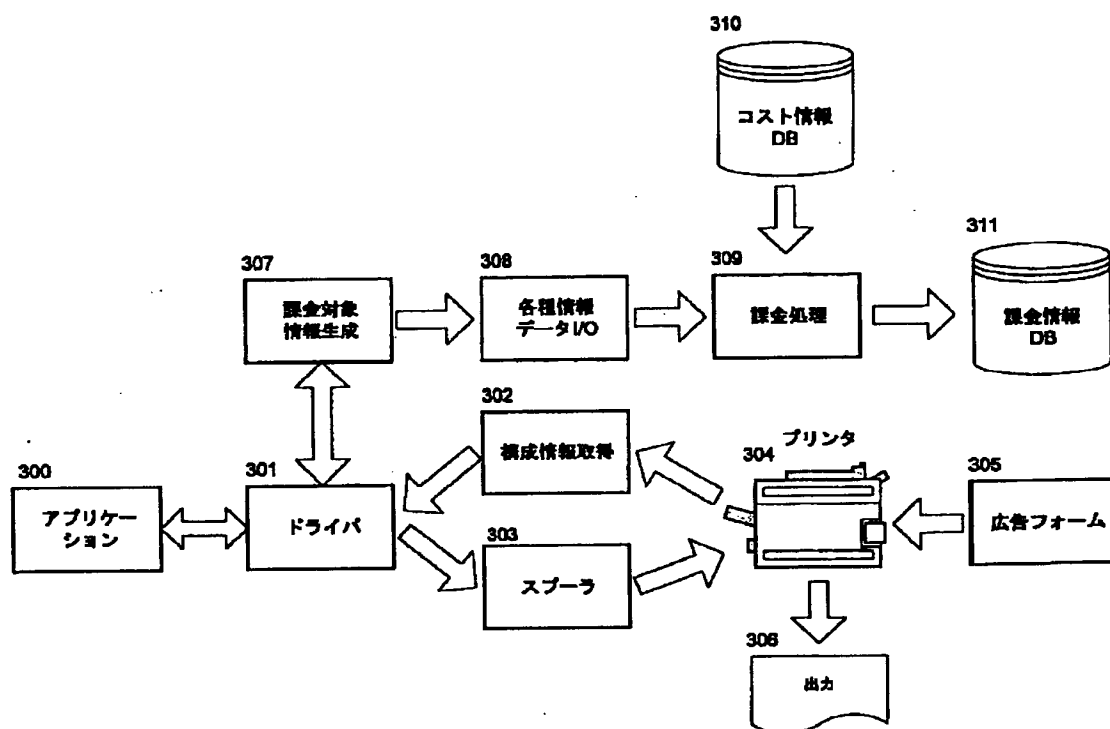 310
コスト情報
DB
311
307
308
309
課金対象
情報生成
各種情報
データI/O
課金処理
課金情報
DB
302
構成情報取得
プリンタ
300
301
304
305
アプリケー
ション
ドライバ
広告フォーム
303
スプーラ
306
出力